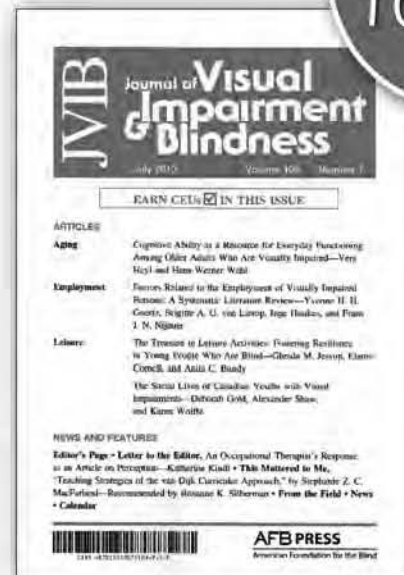 JVIB
Journal of Visual
Impairment
& Blindness
July 2010 Volume Number
EARN CEUs ☑ IN THIS ISSUE
ARTICLES
Aging Cognitive Ability as a Resource for Everyday Functioning
Among Older Adults Who Are Visually Impaired—Vera
Heyl and Hans-Werner Wahl
Employment Factors Related to the Employment of Visually Impaired
Persons: A Systematic Literature Review—Yvonne H. H.
Goertz, Brigitte A. G. van Lierop, Inge Houkes, and Frans
J. N. Nijhuis
Leisure The Treasure in Leisure Activities: Fostering Resilience
in Young People Who Are Blind—Glenda M. Jessup, Elaine
Cornell, and Anita C. Bundy
The Social Lives of Canadian Youths with Visual
Impairments—Deborah Gold, Alexander Shaw,
and Karen Wolffe
NEWS AND FEATURES
Editor's Page • Letter to the Editor, An Occupational Therapist's Response
to an Article on Perception—Katherine • This Mattered to Me,
"Teaching Strategies of the van Dijk Curricular Approach," by Stephanie Z. C.
MacFarland—Recommended by Rosanne K. Silberman • From the Field • News
• Calendar
AFB PRESS
American Foundation for the Blind